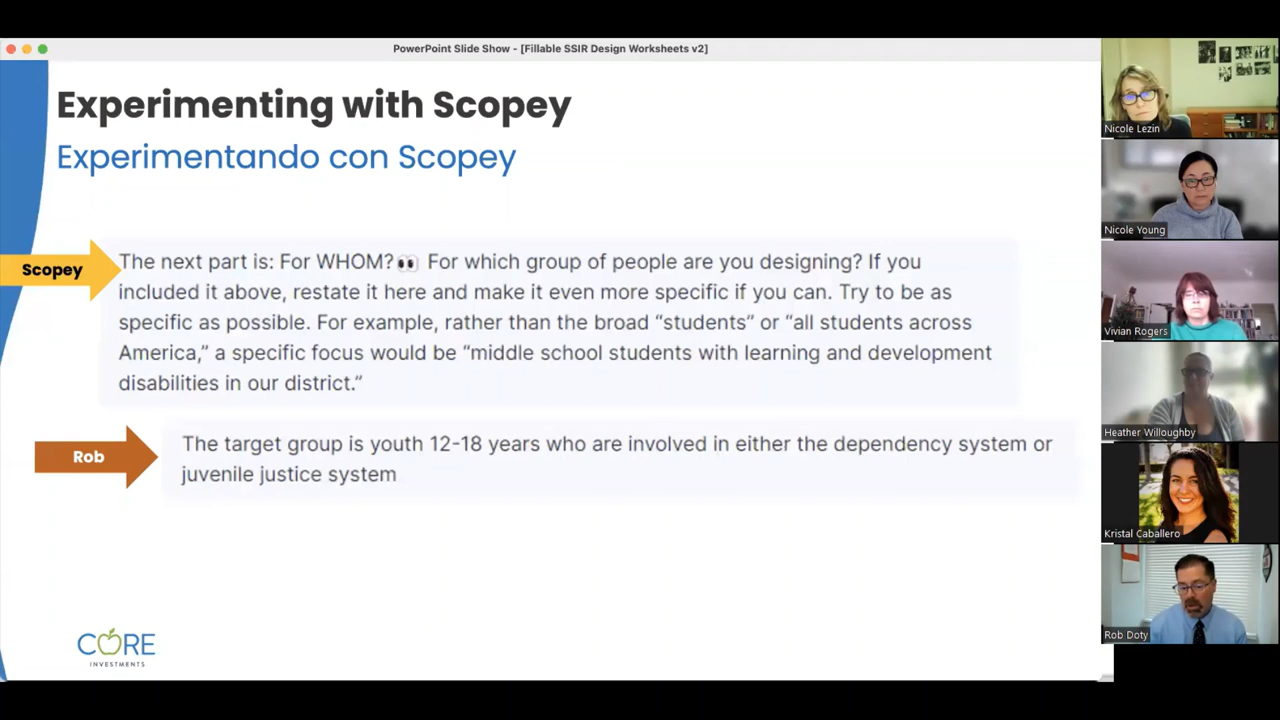 PowerPoint Slide Show - [Fillable SSIR Design Worksheets v2]
Experimenting with Scopey
Experimentando con Scopey
Scopey
The next part is: For WHOM?👀 For which group of people are you designing? If you
included it above, restate it here and make it even more specific if you can. Try to be as
specific as possible. For example, rather than the broad “students” or “all students across
America,” a specific focus would be “middle school students with learning and development
disabilities in our district.”
Rob
The target group is youth 12-18 years who are involved in either the dependency system or
juvenile justice system
CORE
INVESTMENTS
Nicole Lezin
Nicole Young
Vivian Rogers
Heather Willoughby
Kristal Caballero
Rob Doty